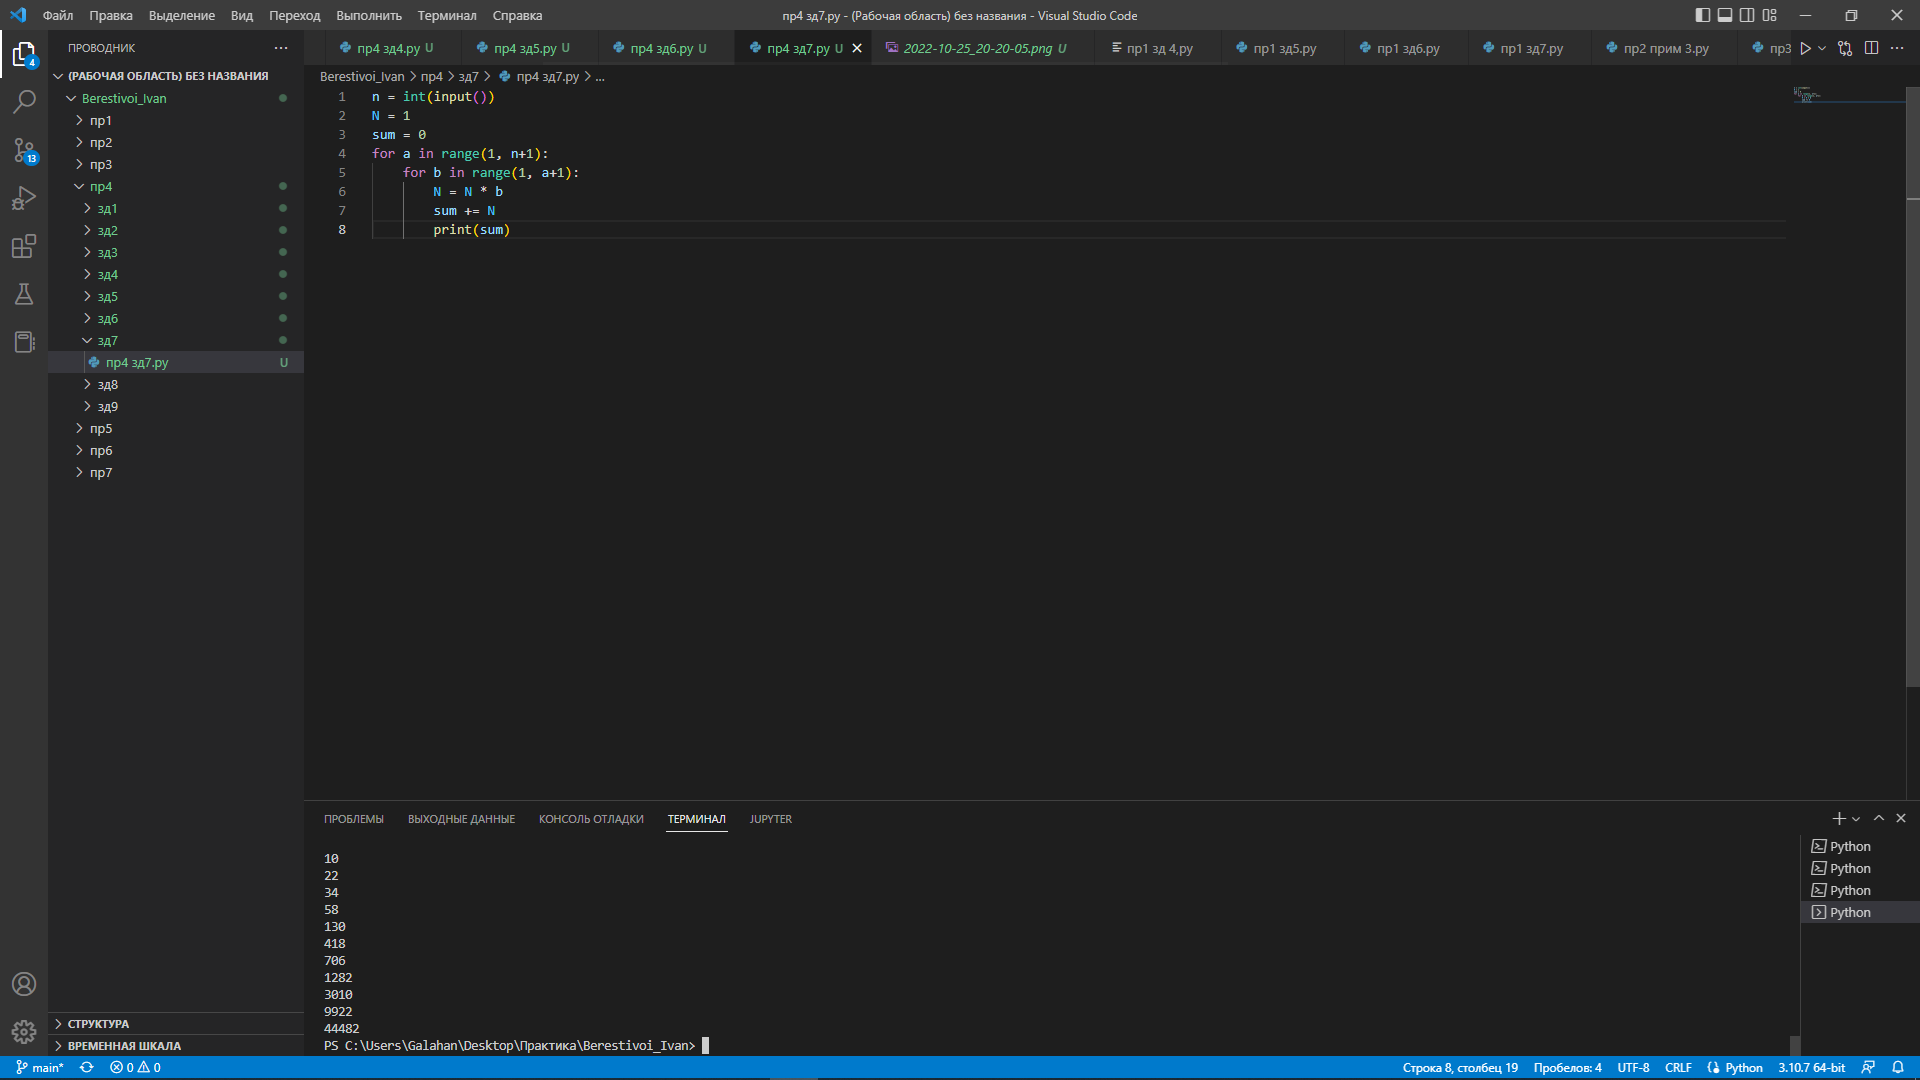 Файл Правка Выделение Вид Переход Выполнить Терминал Справка
пр4 зд7.py - (Рабочая область) без названия - Visual Studio Code
ПРОВОДНИК
(РАБОЧАЯ ОБЛАСТЬ) БЕЗ НАЗВАНИЯ
Berestivoi_Ivan
пр1
пр2
пр3
пр4
зд1
зд2
зд3
зд4
зд5
зд6
зд7
пр4 зд7.py U
зд8
зд9
пр5
пр6
пр7
СТРУКТУРА
ВРЕМЕННАЯ ШКАЛА
4
13
пр4 зд4.py U пр4 зд5.py U пр4 зд6.py U пр4 зд7.py U 2022-10-25_20-20-05.png U пр1 зд 4,py пр1 зд5.py пр1 зд6.py пр1 зд7.py пр2 прим 3.py пр3
Berestivoi_Ivan > пр4 > зд7 > пр4 зд7.py > ...
1 n = int(input())
2 N = 1
3 sum = 0
4 for a in range(1, n+1):
5 for b in range(1, a+1):
6 N = N * b
7 sum += N
8 print(sum)
ПРОБЛЕМЫ ВЫХОДНЫЕ ДАННЫЕ КОНСОЛЬ ОТЛАДКИ ТЕРМИНАЛ JUPYTER
10
22
34
58
130
418
706
1282
3010
9922
44482
PS C:\Users\Galahan\Desktop\Практика\Berestivoi_Ivan>
Python
Python
Python
Python
main* 0 0
Строка 8, столбец 19 Пробелов: 4 UTF-8 CRLF Python 3.10.7 64-bit